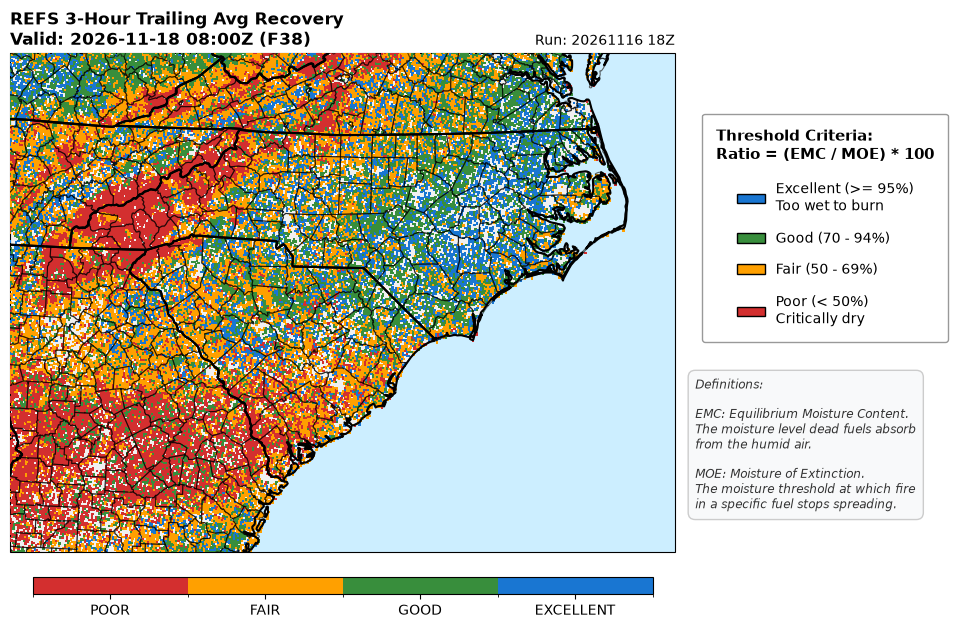 REFS 3-Hour Trailing Avg Recovery
Valid: 2026-11-18 08:00Z (F38)
Run: 20261116 18Z
Threshold Criteria:
Ratio = (EMC / MOE) * 100
Excellent (>= 95%)
Too wet to burn
Good (70 - 94%)
Fair (50 - 69%)
Poor (< 50%)
Critically dry
Definitions:
EMC: Equilibrium Moisture Content.
The moisture level dead fuels absorb
from the humid air.
MOE: Moisture of Extinction.
The moisture threshold at which fire
in a specific fuel stops spreading.
POOR
FAIR
GOOD
EXCELLENT